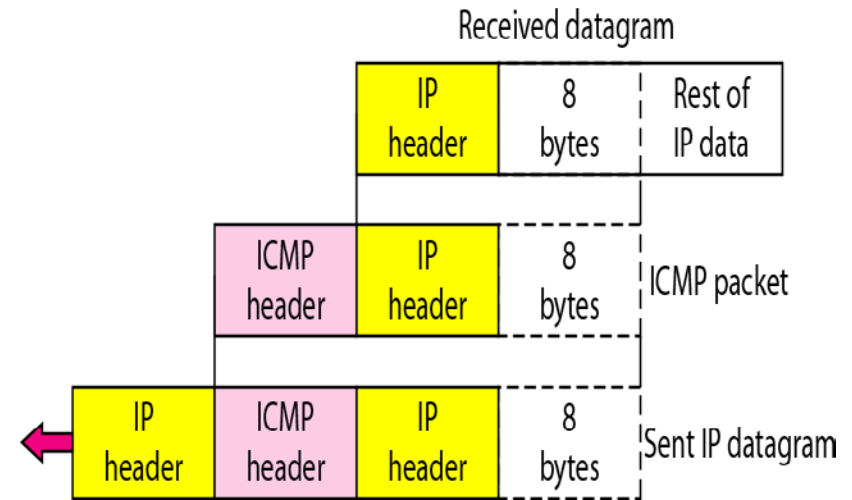 Received datagram
IP header
8 bytes
Rest of IP data
ICMP header
IP header
8 bytes
ICMP packet
IP header
ICMP header
IP header
8 bytes
Sent IP datagram